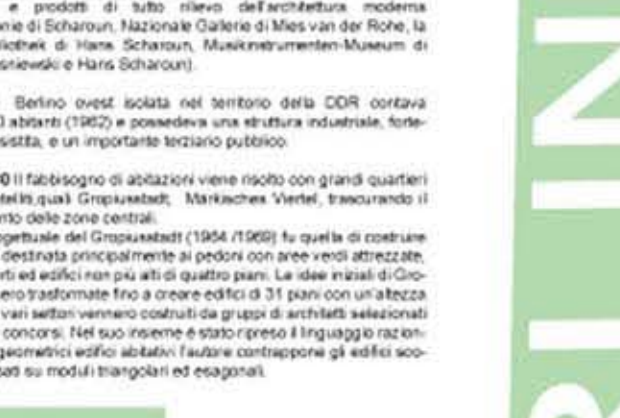 e prodotti di tutto rilievo dell'architettura moderna
di Scharoun, Nazionale Gallerie di Mies van der Rohe, la
di Hans Scharoun, Musikinstrumenten-Museum di
e Hans Scharoun).
Berlino ovest isolata nel territorio della DDR contava
abitanti (1962) e possedeva una struttura industriale, forte-
e un importante terziario pubblico.
Il fabbisogno di abitazioni viene risolto con grandi quartieri
quali Gropiusstadt, Markisches Viertel, trascurando il
delle zone centrali.
del Gropiusstadt (1964 /1969) fu quella di costruire
destinata principalmente ai pedoni con aree verdi attrezzate,
ed edifici non più alti di quattro piani. Le idee iniziali di Gro-
trasformate fino a creare edifici di 31 piani con un'altezza
vari settori vennero costruiti da gruppi di architetti selezionati
concorsi. Nel suo insieme è stato ripreso il linguaggio razion-
geometrici edifici abitativi l'autore contrappone gli edifici sco-
su moduli triangolari ed esagonali.
INI